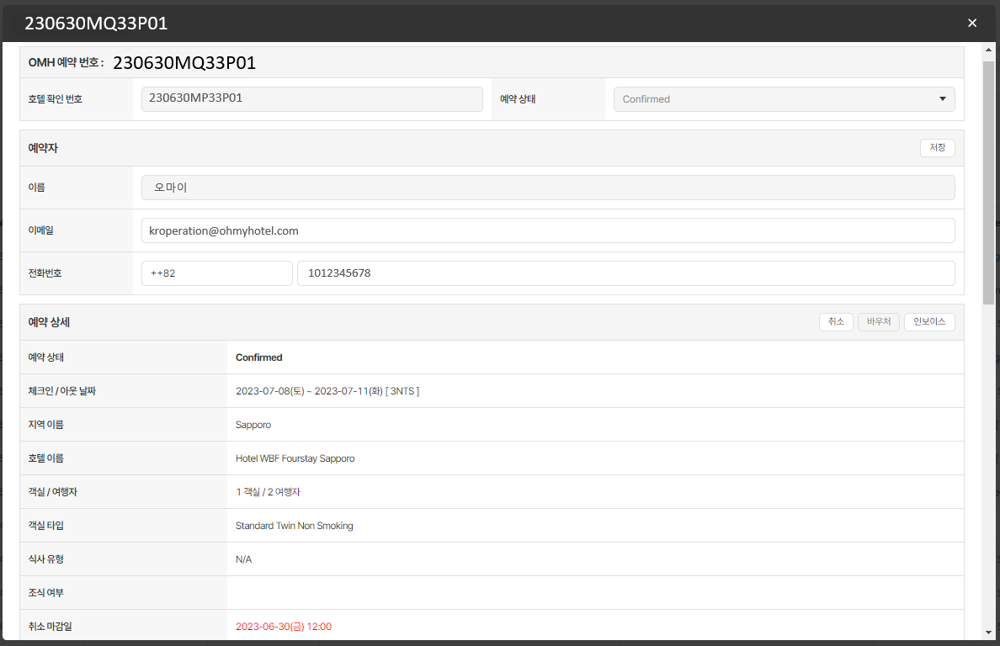 230630MQ33P01
OMH 예약 번호 : 230630MQ33P01
호텔 확인 번호 230630MP33P01 예약 상태 Confirmed
예약자 저장
이름 오마이
이메일 kroperation@ohmyhotel.com
전화번호 ++82 1012345678
예약 상세 취소 바우처 인보이스
예약 상태 Confirmed
체크인 / 아웃 날짜 2023-07-08(토) ~ 2023-07-11(화) [ 3NTS ]
지역 이름 Sapporo
호텔 이름 Hotel WBF Fourstay Sapporo
객실 / 여행자 1 객실 / 2 여행자
객실 타입 Standard Twin Non Smoking
식사 유형 N/A
조식 여부
취소 마감일 2023-06-30(금) 12:00